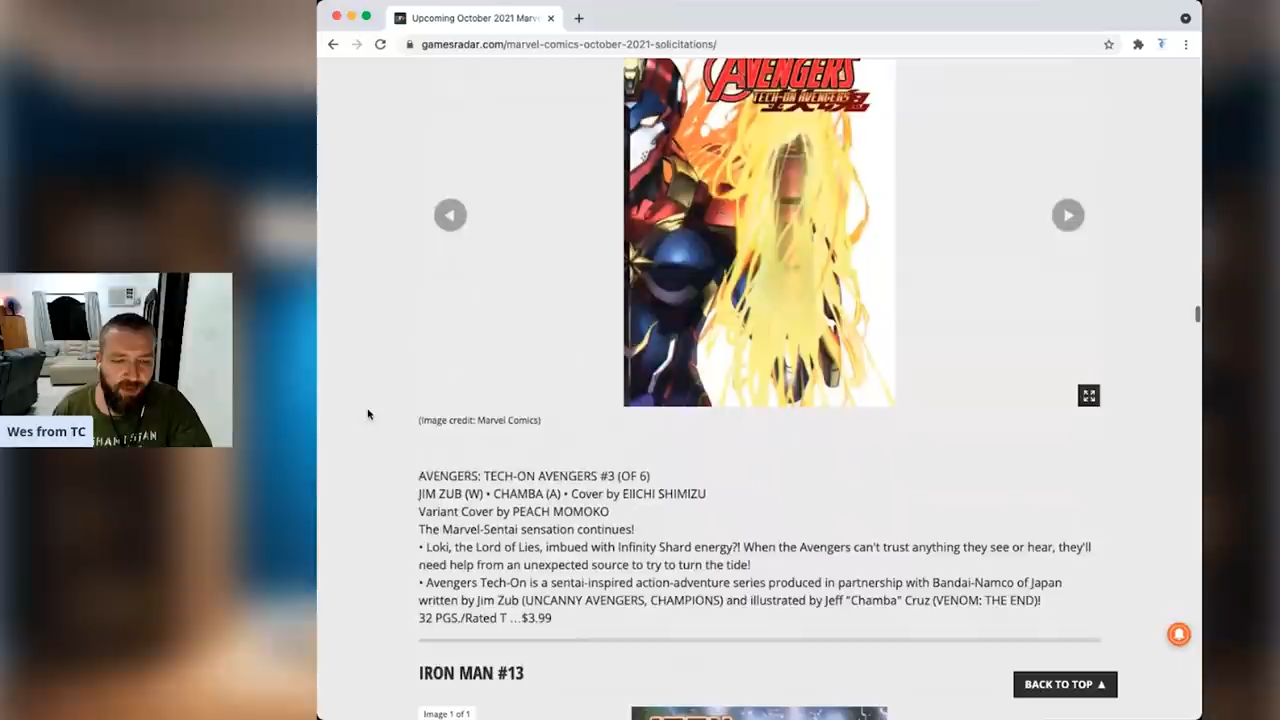 Upcoming October 2021 Marv
gamesradar.com/marvel-comics-october-2021-solicitations/
AVENGERS
TECH-ON AVENGERS
(Image credit: Marvel Comics)
Wes from TC
AVENGERS: TECH-ON AVENGERS #3 (OF 6)
JIM ZUB (W) • CHAMBA (A) • Cover by EIICHI SHIMIZU
Variant Cover by PEACH MOMOKO
The Marvel-Sentai sensation continues!
• Loki, the Lord of Lies, imbued with Infinity Shard energy?! When the Avengers can't trust anything they see or hear, they'll
need help from an unexpected source to try to turn the tide!
• Avengers Tech-On is a sentai-inspired action-adventure series produced in partnership with Bandai-Namco of Japan
written by Jim Zub (UNCANNY AVENGERS, CHAMPIONS) and illustrated by Jeff "Chamba" Cruz (VENOM: THE END)!
32 PGS./Rated T …$3.99
IRON MAN #13
BACK TO TOP ▲
Image 1 of 1